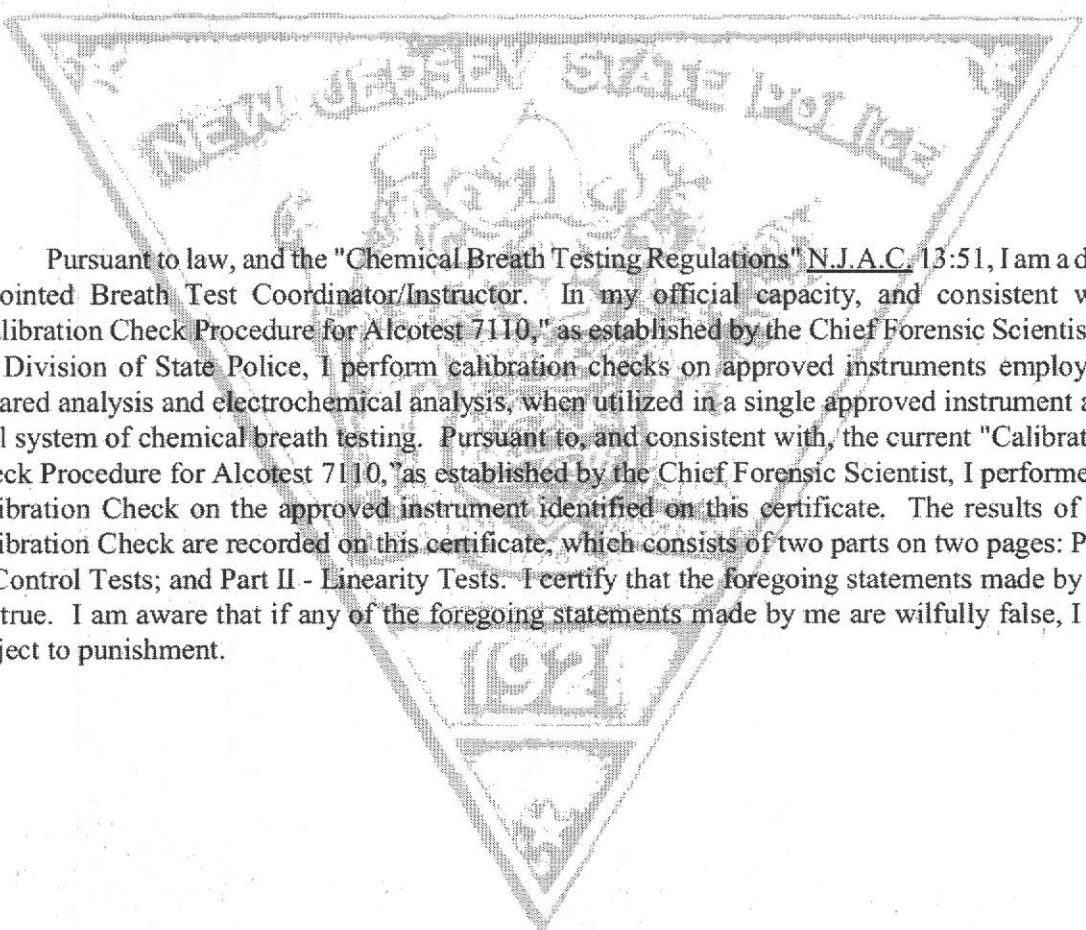 NEW JERSEY STATE POLICE
Pursuant to law, and the "Chemical Breath Testing Regulations" N.J.A.C. 13:51, I am a d
ointed Breath Test Coordinator/Instructor. In my official capacity, and consistent w
alibration Check Procedure for Alcotest 7110," as established by the Chief Forensic Scientis
Division of State Police, I perform calibration checks on approved instruments employ
ared analysis and electrochemical analysis, when utilized in a single approved instrument a
l system of chemical breath testing. Pursuant to, and consistent with, the current "Calibrat
eck Procedure for Alcotest 7110," as established by the Chief Forensic Scientist, I performe
ibration Check on the approved instrument identified on this certificate. The results of
ibration Check are recorded on this certificate, which consists of two parts on two pages: P
Control Tests; and Part II - Linearity Tests. I certify that the foregoing statements made by
true. I am aware that if any of the foregoing statements made by me are wilfully false, I
ject to punishment.
1921